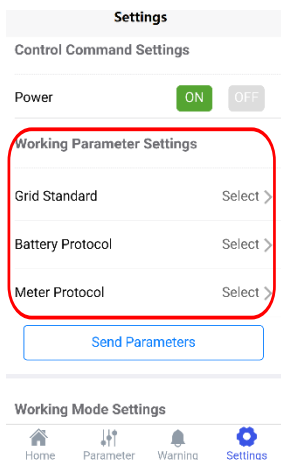 Settings
Control Command Settings
Power ON OFF
Working Parameter Settings
Grid Standard Select
Battery Protocol Select
Meter Protocol Select
Send Parameters
Working Mode Settings
Home Parameter Warning Settings